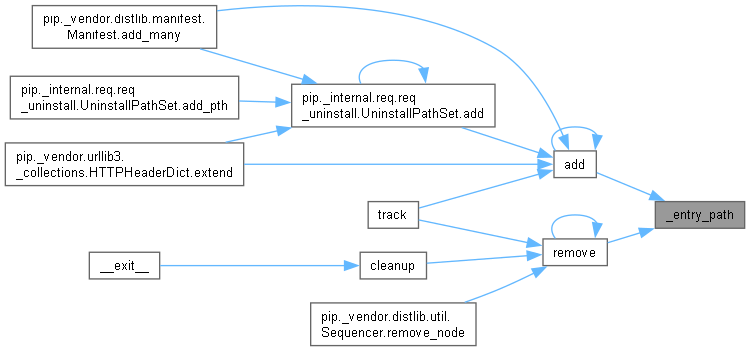 pip._vendor.distlib.manifest.
Manifest.add_many
pip._internal.req.req
_uninstall.UninstallPathSet.add_pth
pip._internal.req.req
_uninstall.UninstallPathSet.add
pip._vendor.urllib3.
_collections.HTTPHeaderDict.extend
add
track
_entry_path
remove
__exit__
cleanup
pip._vendor.distlib.util.
Sequencer.remove_node